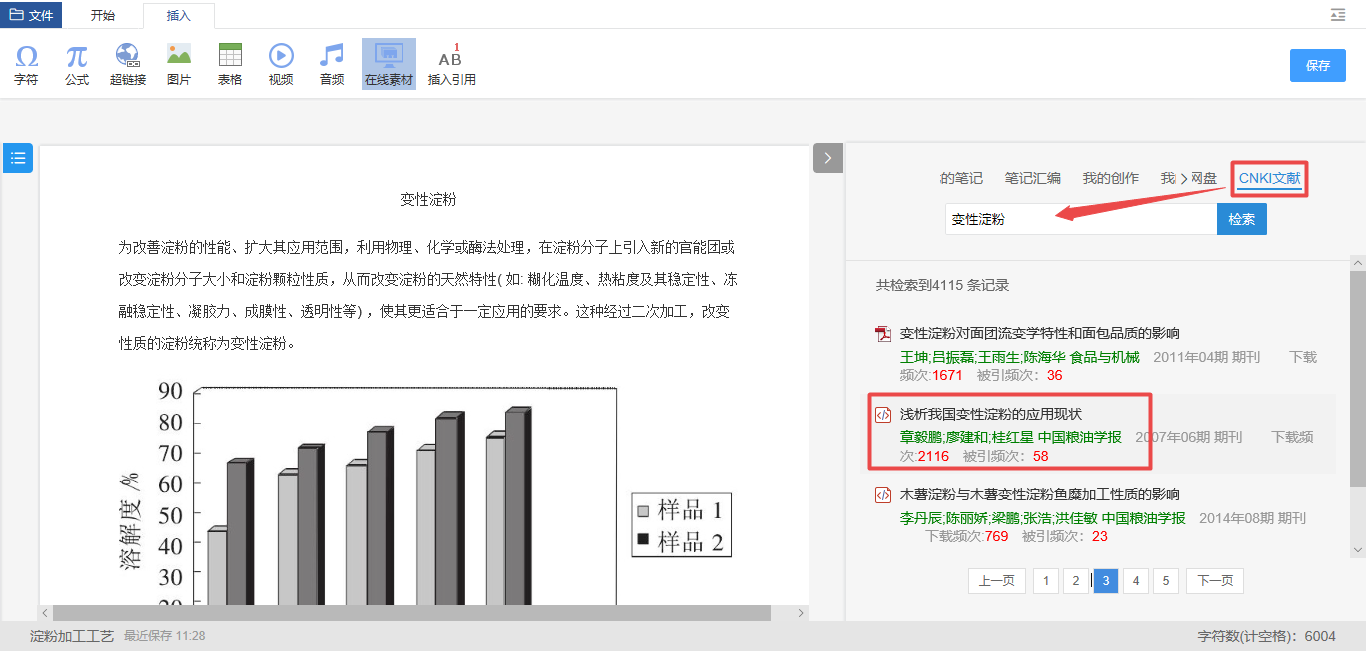 文件 开始 插入
Ω π 1 AB
字符 公式 超链接 图片 表格 视频 音频 在线素材 插入引用
保存
变性淀粉
为改善淀粉的性能、扩大其应用范围，利用物理、化学或酶法处理，在淀粉分子上引入新的官能团或
改变淀粉分子大小和淀粉颗粒性质，从而改变淀粉的天然特性( 如: 糊化温度、热粘度及其稳定性、冻
融稳定性、凝胶力、成膜性、透明性等) ，使其更适合于一定应用的要求。这种经过二次加工，改变
性质的淀粉统称为变性淀粉。
90
80
70
60
50
40
30
20
溶解度 /%
样品 1
样品 2
的笔记 笔记汇编 我的创作 我 网盘 CNKI文献
变性淀粉 检索
共检索到4115 条记录
变性淀粉对面团流变学特性和面包品质的影响
王坤;吕振磊;王雨生;陈海华 食品与机械 2011年04期 期刊 下载
频次:1671 被引频次：36
浅析我国变性淀粉的应用现状
章毅鹏;廖建和;桂红星 中国粮油学报 2007年06期 期刊 下载频
次:2116 被引频次：58
木薯淀粉与木薯变性淀粉鱼糜加工性质的影响
李丹辰;陈丽娇;梁鹏;张浩;洪佳敏 中国粮油学报 2014年08期 期刊
下载频次:769 被引频次：23
上一页 1 2 3 4 5 下一页
淀粉加工工艺 最近保存 11:28
字符数(计空格)：6004